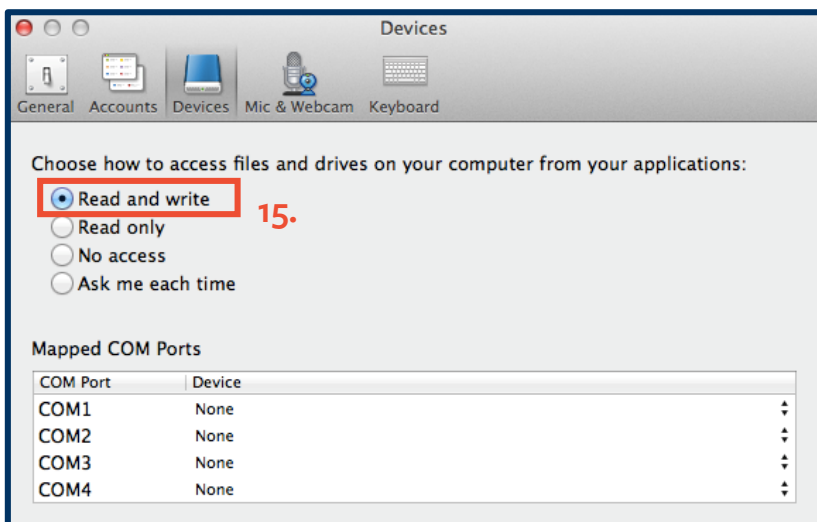 Devices
General Accounts Devices Mic & Webcam Keyboard
Choose how to access files and drives on your computer from your applications:
Read and write
15.
Read only
No access
Ask me each time
Mapped COM Ports
COM Port Device
COM1 None
COM2 None
COM3 None
COM4 None